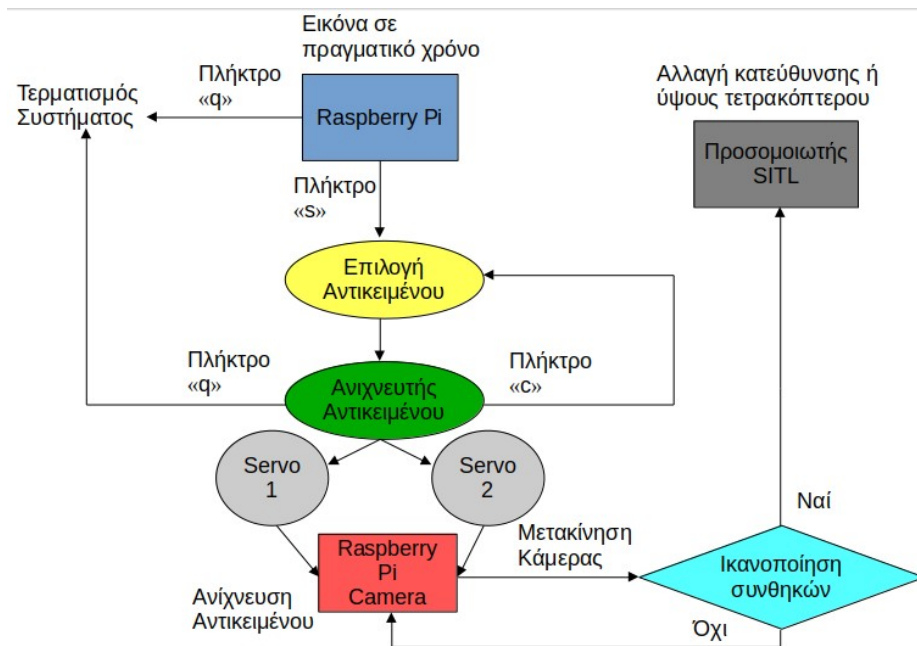 Εικόνα σε
πραγματικό χρόνο
Πλήκτρο
«q»
Τερματισμός
Συστήματος
Raspberry Pi
Αλλαγή κατεύθυνσης ή
ύψους τετρακόπτερου
Προσομοιωτής
SITL
Πλήκτρο
«s»
Επιλογή
Αντικειμένου
Πλήκτρο
«q»
Πλήκτρο
«c»
Ανιχνευτής
Αντικειμένου
Servo
1
Servo
2
Ναί
Raspberry
Pi
Camera
Μετακίνηση
Κάμερας
Ικανοποίηση
συνθηκών
Ανίχνευση
Αντικειμένου
Όχι